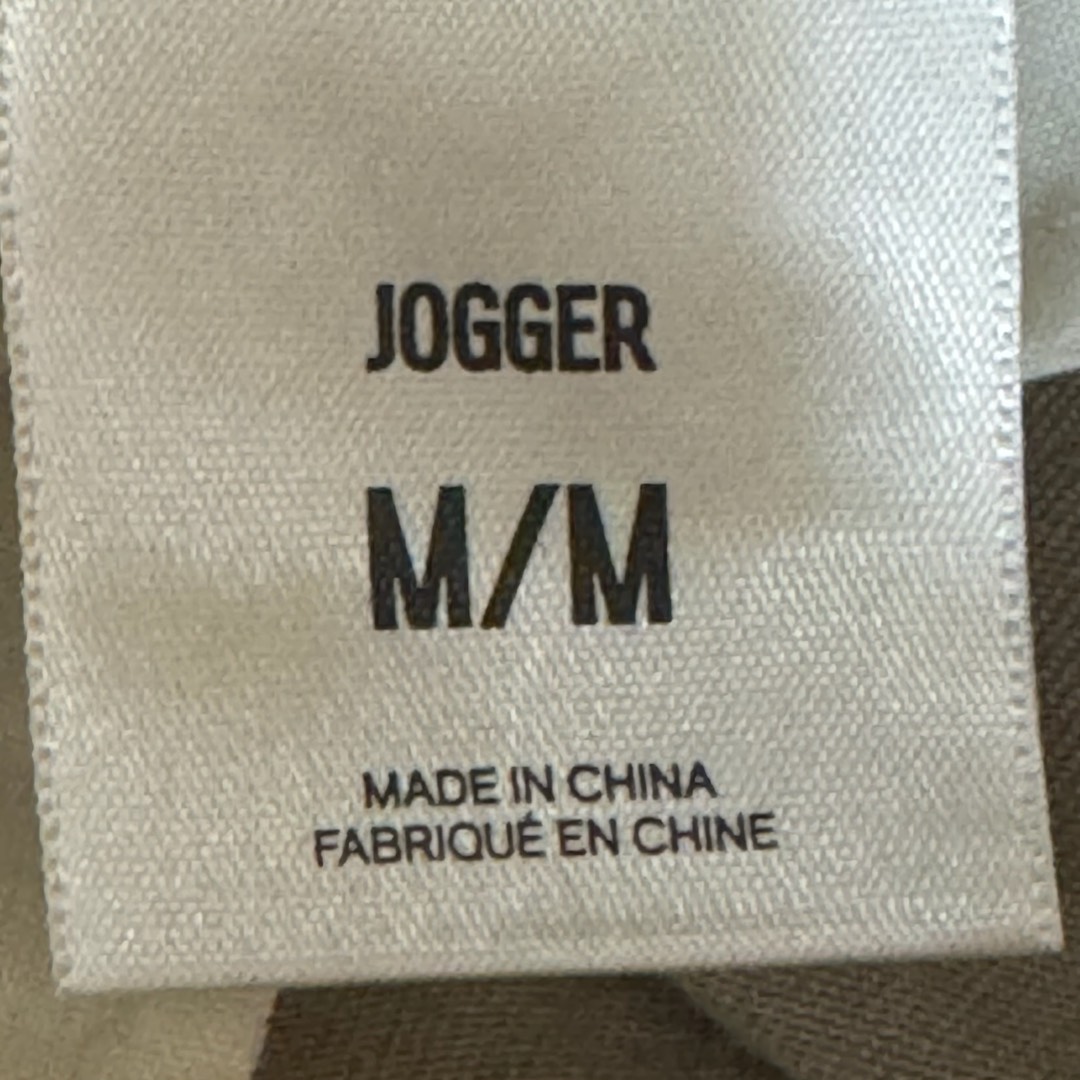 JOGGER
M/M
MADE IN CHINA
FABRIQUÉ EN CHINE